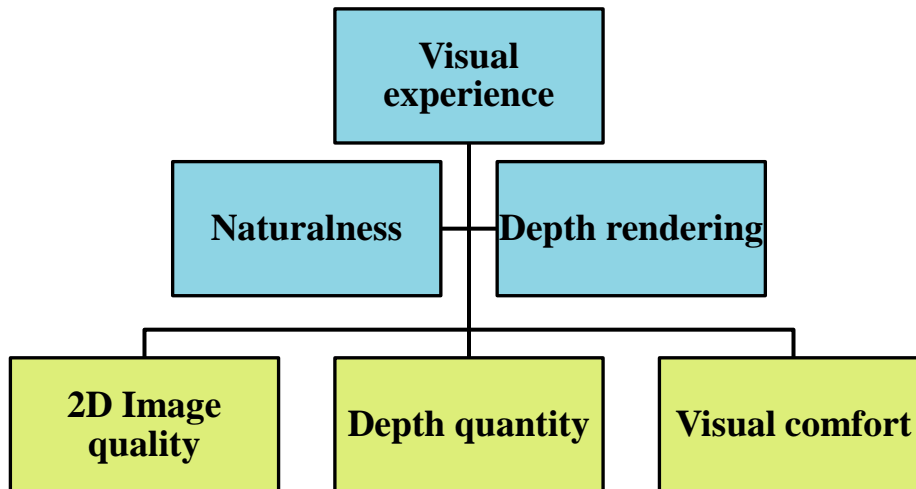 Visual
experience
Naturalness
Depth rendering
2D Image
quality
Depth quantity
Visual comfort